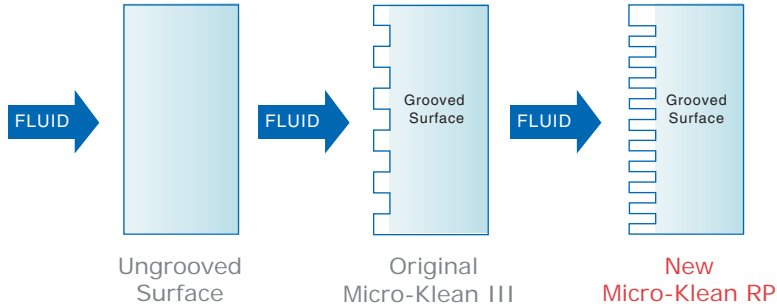 FLUID
FLUID
Grooved
Surface
FLUID
Grooved
Surface
Ungrooved
Surface
Original
Micro-Klean III
New
Micro-Klean RP